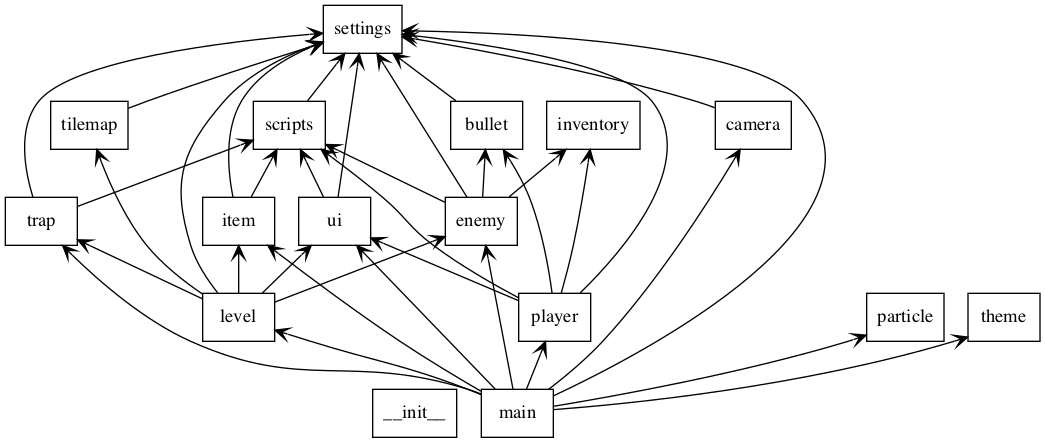 settings
tilemap
scripts
bullet
inventory
camera
trap
item
ui
enemy
level
player
particle
theme
__init__
main